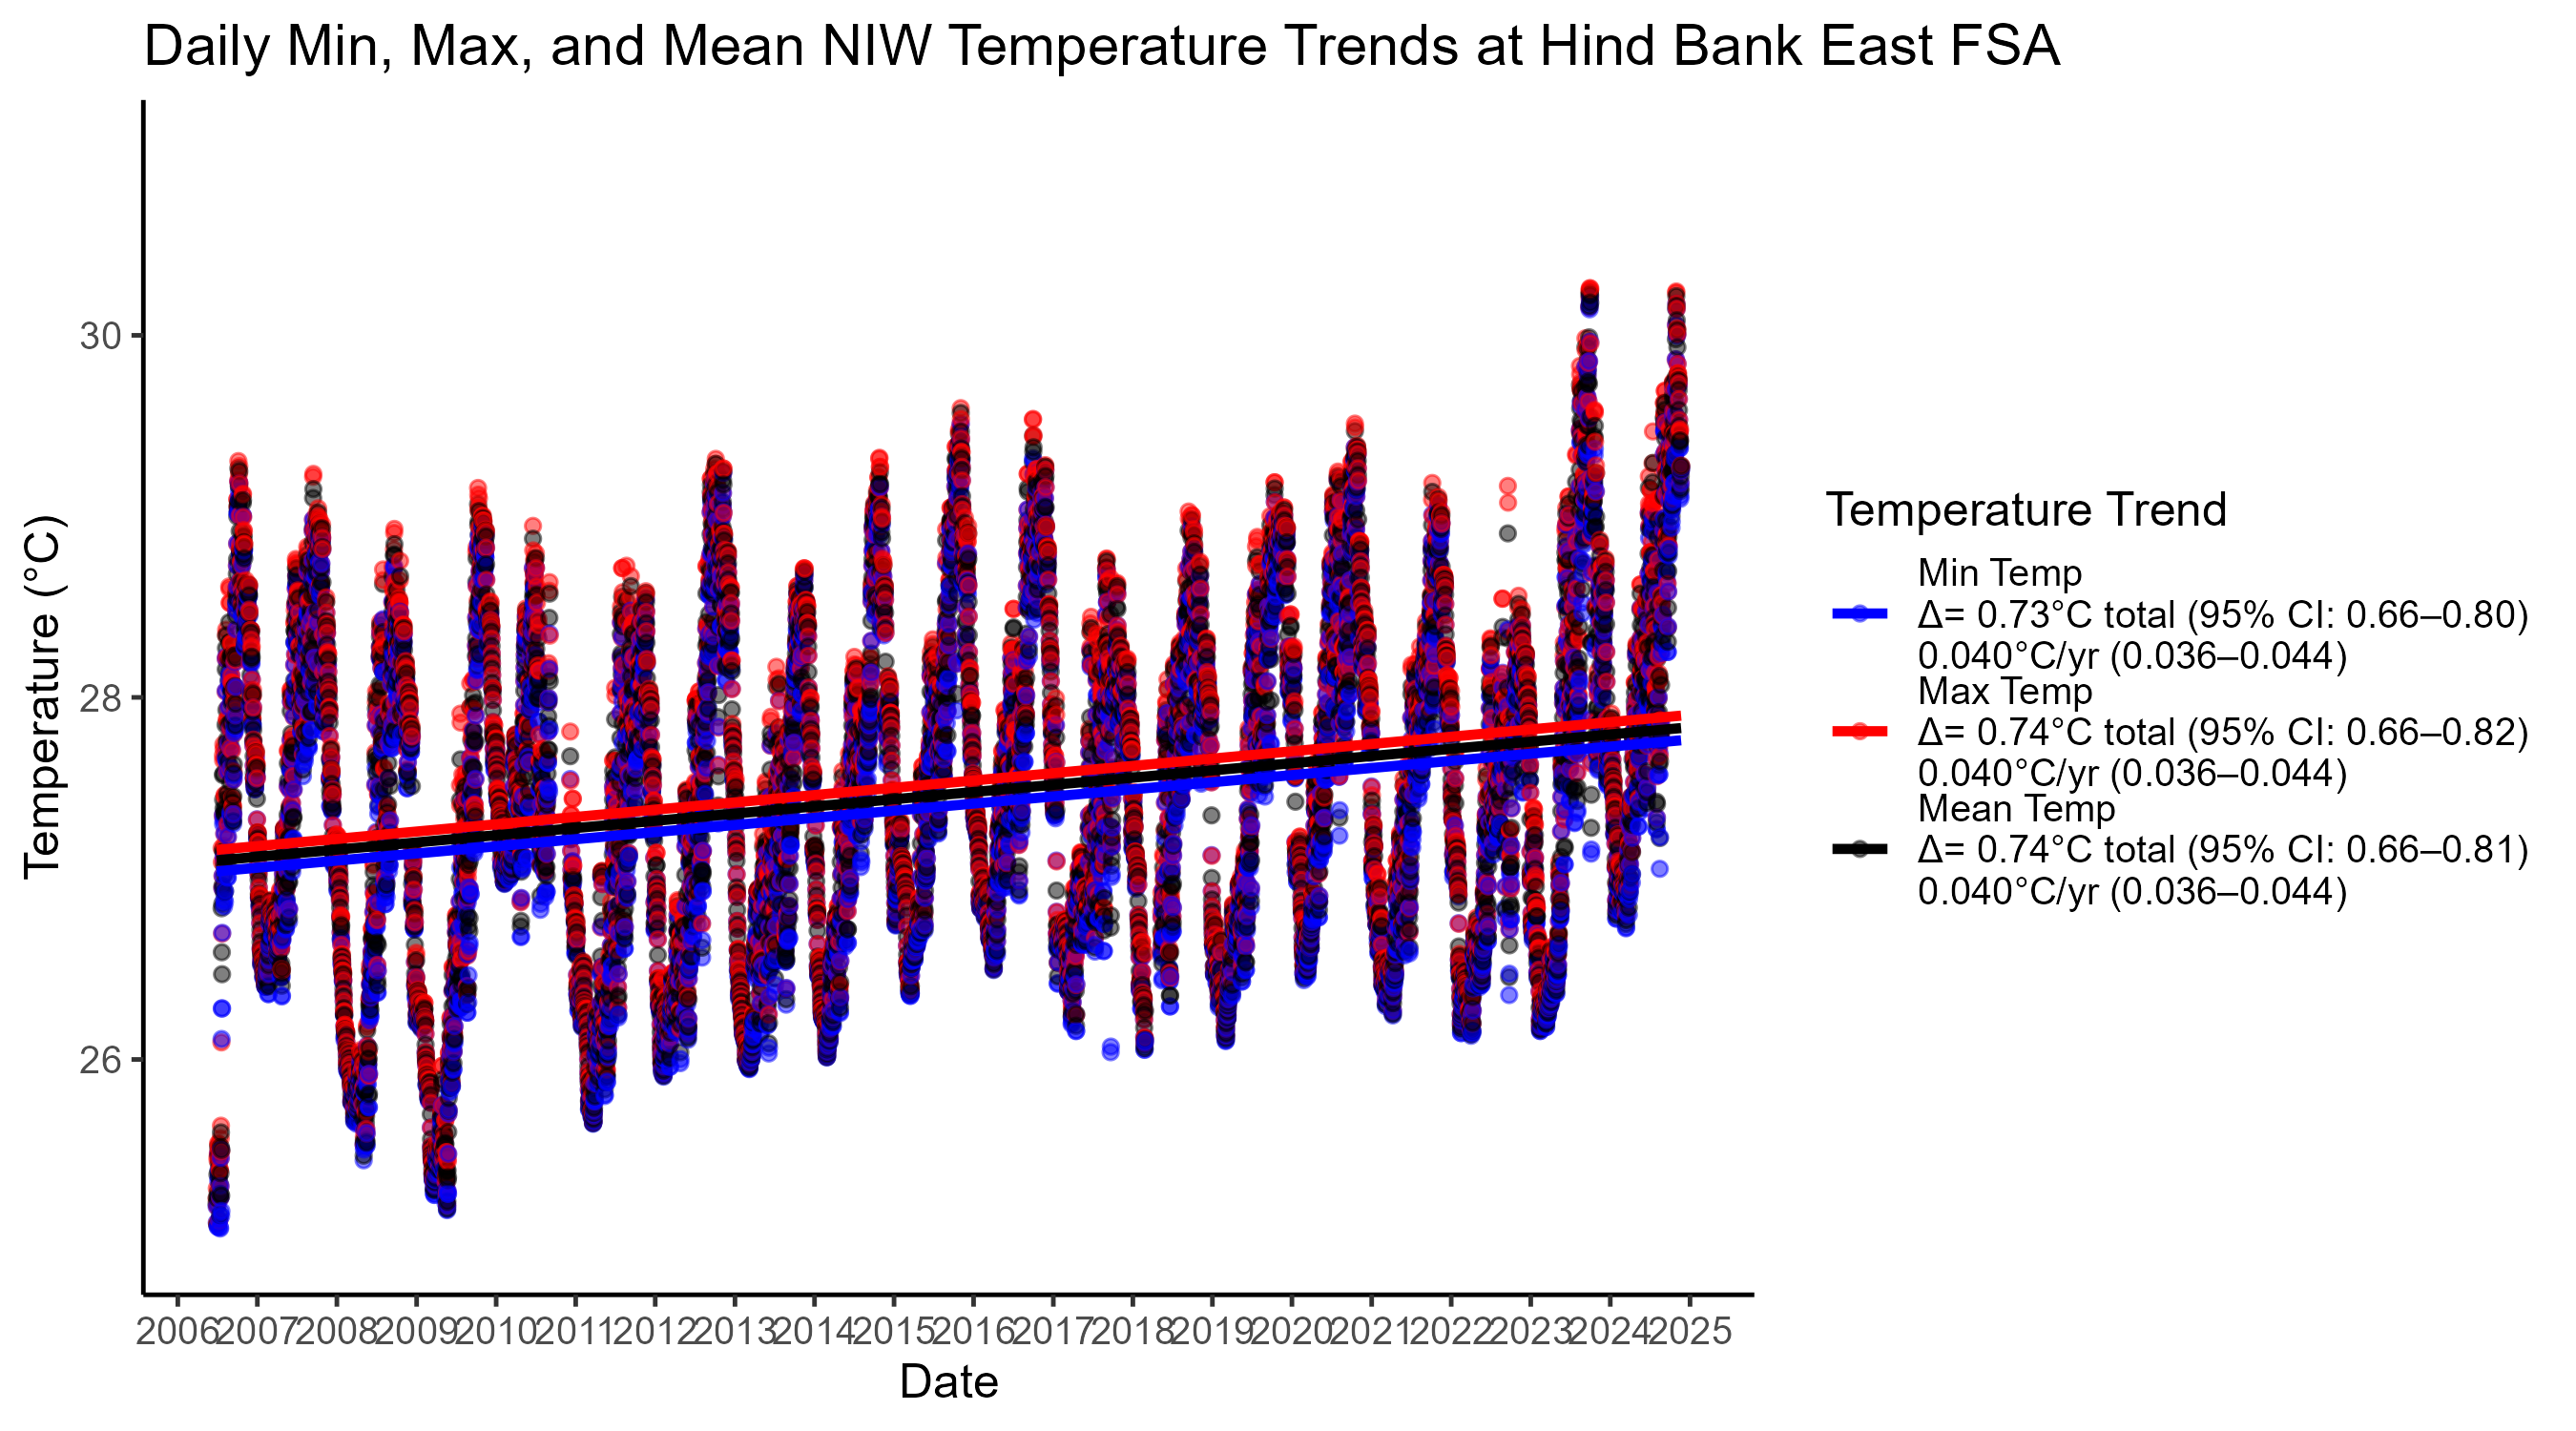 Daily Min, Max, and Mean NIW Temperature Trends at Hind Bank East FSA
Temperature (°C)
30
28
26
2006 2007 2008 2009 2010 2011 2012 2013 2014 2015 2016 2017 2018 2019 2020 2021 2022 2023 2024 2025
Date
Temperature Trend
Min Temp
Δ= 0.73°C total (95% CI: 0.66–0.80)
0.040°C/yr (0.036–0.044)
Max Temp
Δ= 0.74°C total (95% CI: 0.66–0.82)
0.040°C/yr (0.036–0.044)
Mean Temp
Δ= 0.74°C total (95% CI: 0.66–0.81)
0.040°C/yr (0.036–0.044)